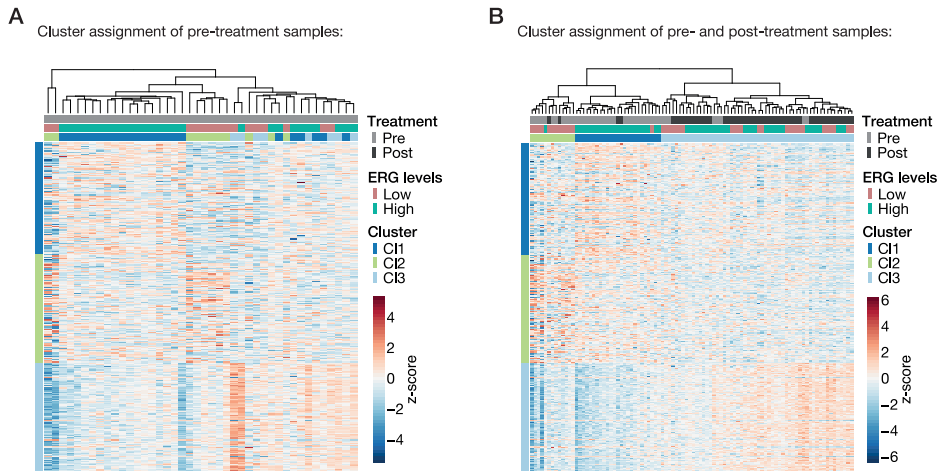 A
Cluster assignment of pre-treatment samples:
Treatment
Pre
Post
ERG levels
Low
High
Cluster
Cl1
Cl2
Cl3
4
2
0
−2
−4
z-score
B
Cluster assignment of pre- and post-treatment samples:
Treatment
Pre
Post
ERG levels
Low
High
Cluster
Cl1
Cl2
Cl3
6
4
2
0
−2
−4
−6
z-score